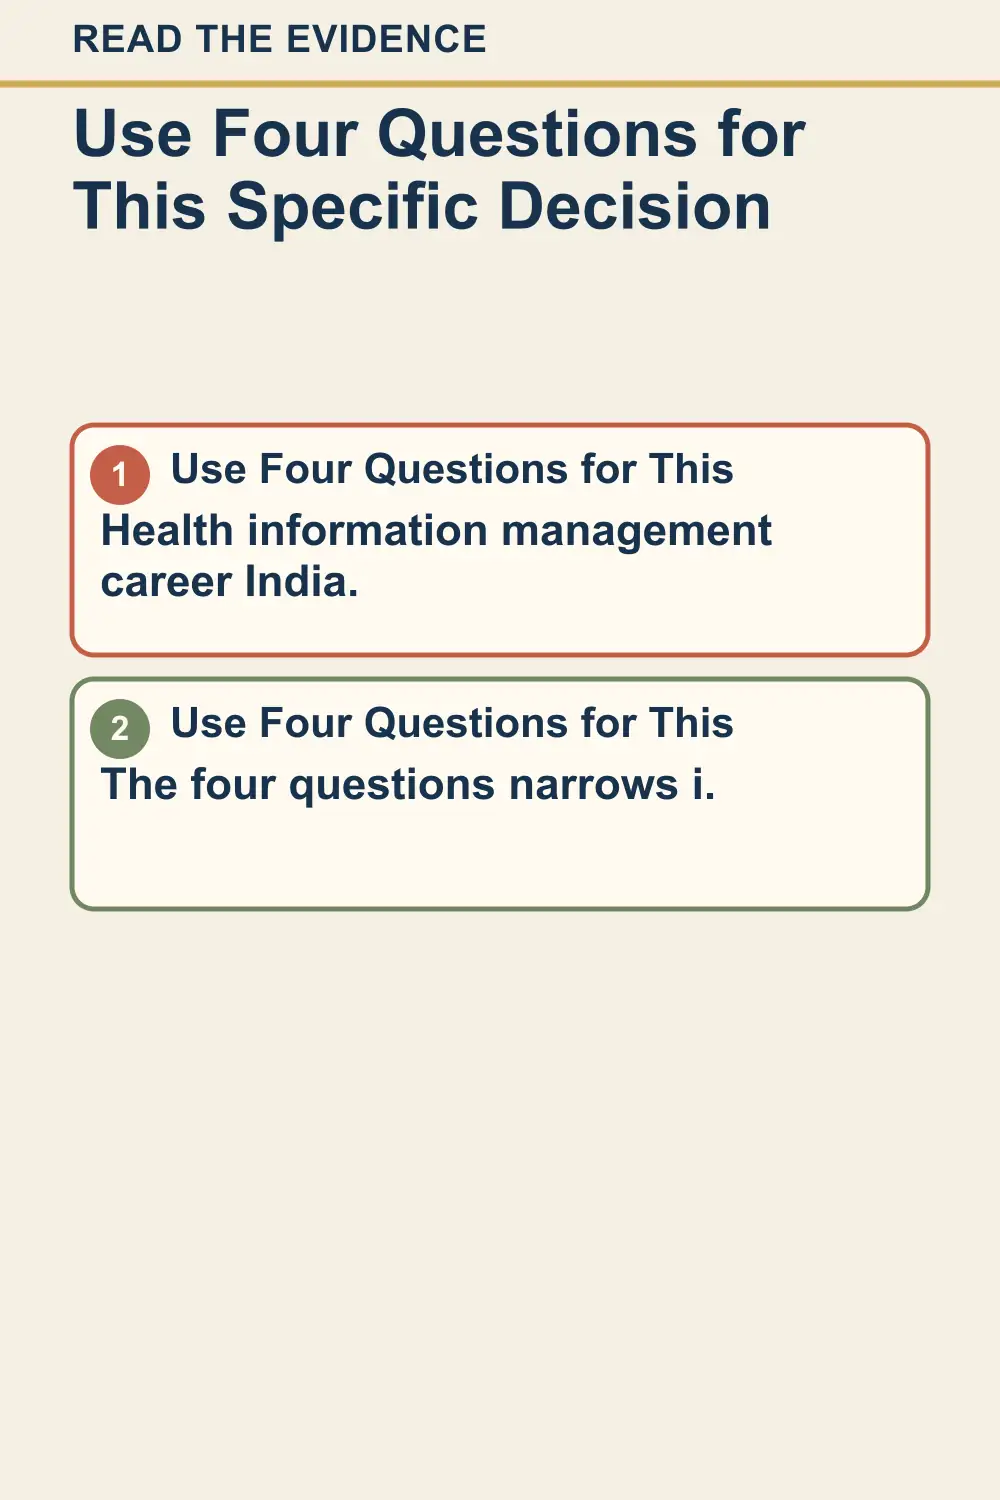 READ THE EVIDENCE
Use Four Questions for
This Specific Decision
1 Use Four Questions for This
Health information management
career India.
2 Use Four Questions for This
The four questions narrows i.